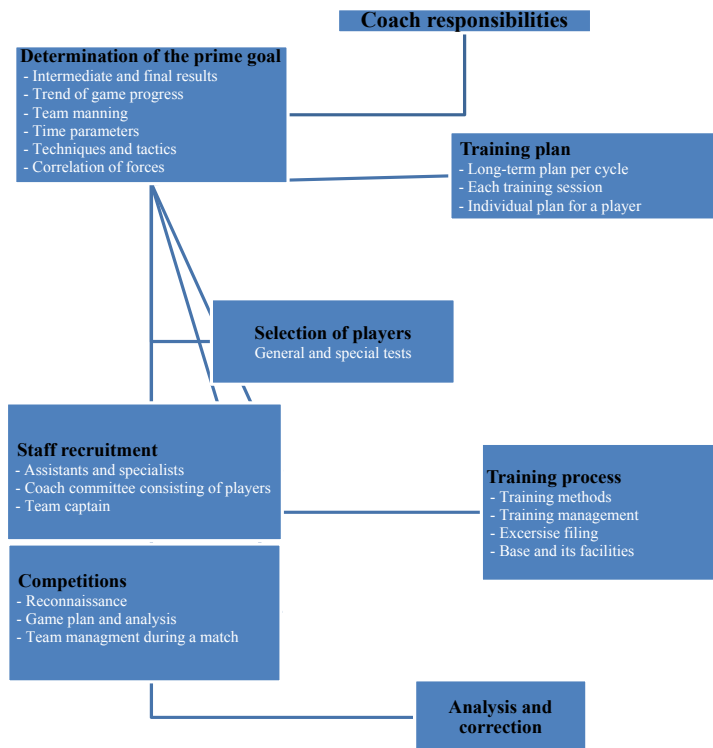 Coach responsibilities
Determination of the prime goal
- Intermediate and final results
- Trend of game progress
- Team manning
- Time parameters
- Techniques and tactics
- Correlation of forces
Training plan
- Long-term plan per cycle
- Each training session
- Individual plan for a player
Selection of players
General and special tests
Staff recruitment
- Assistants and specialists
- Coach committee consisting of players
- Team captain
Training process
- Training methods
- Training management
- Excersise filing
- Base and its facilities
Competitions
- Reconnaissance
- Game plan and analysis
- Team managment during a match
Analysis and
correction